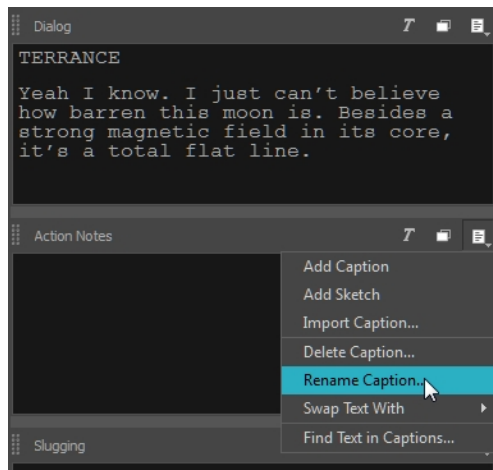 Dialog
T
TERRANCE
Yeah I know. I just can't believe
how barren this moon is. Besides a
strong magnetic field in its core,
it's a total flat line.
Action Notes
T
Add Caption
Add Sketch
Import Caption...
Delete Caption...
Rename Caption...
Swap Text With
Find Text in Captions...
Slugging